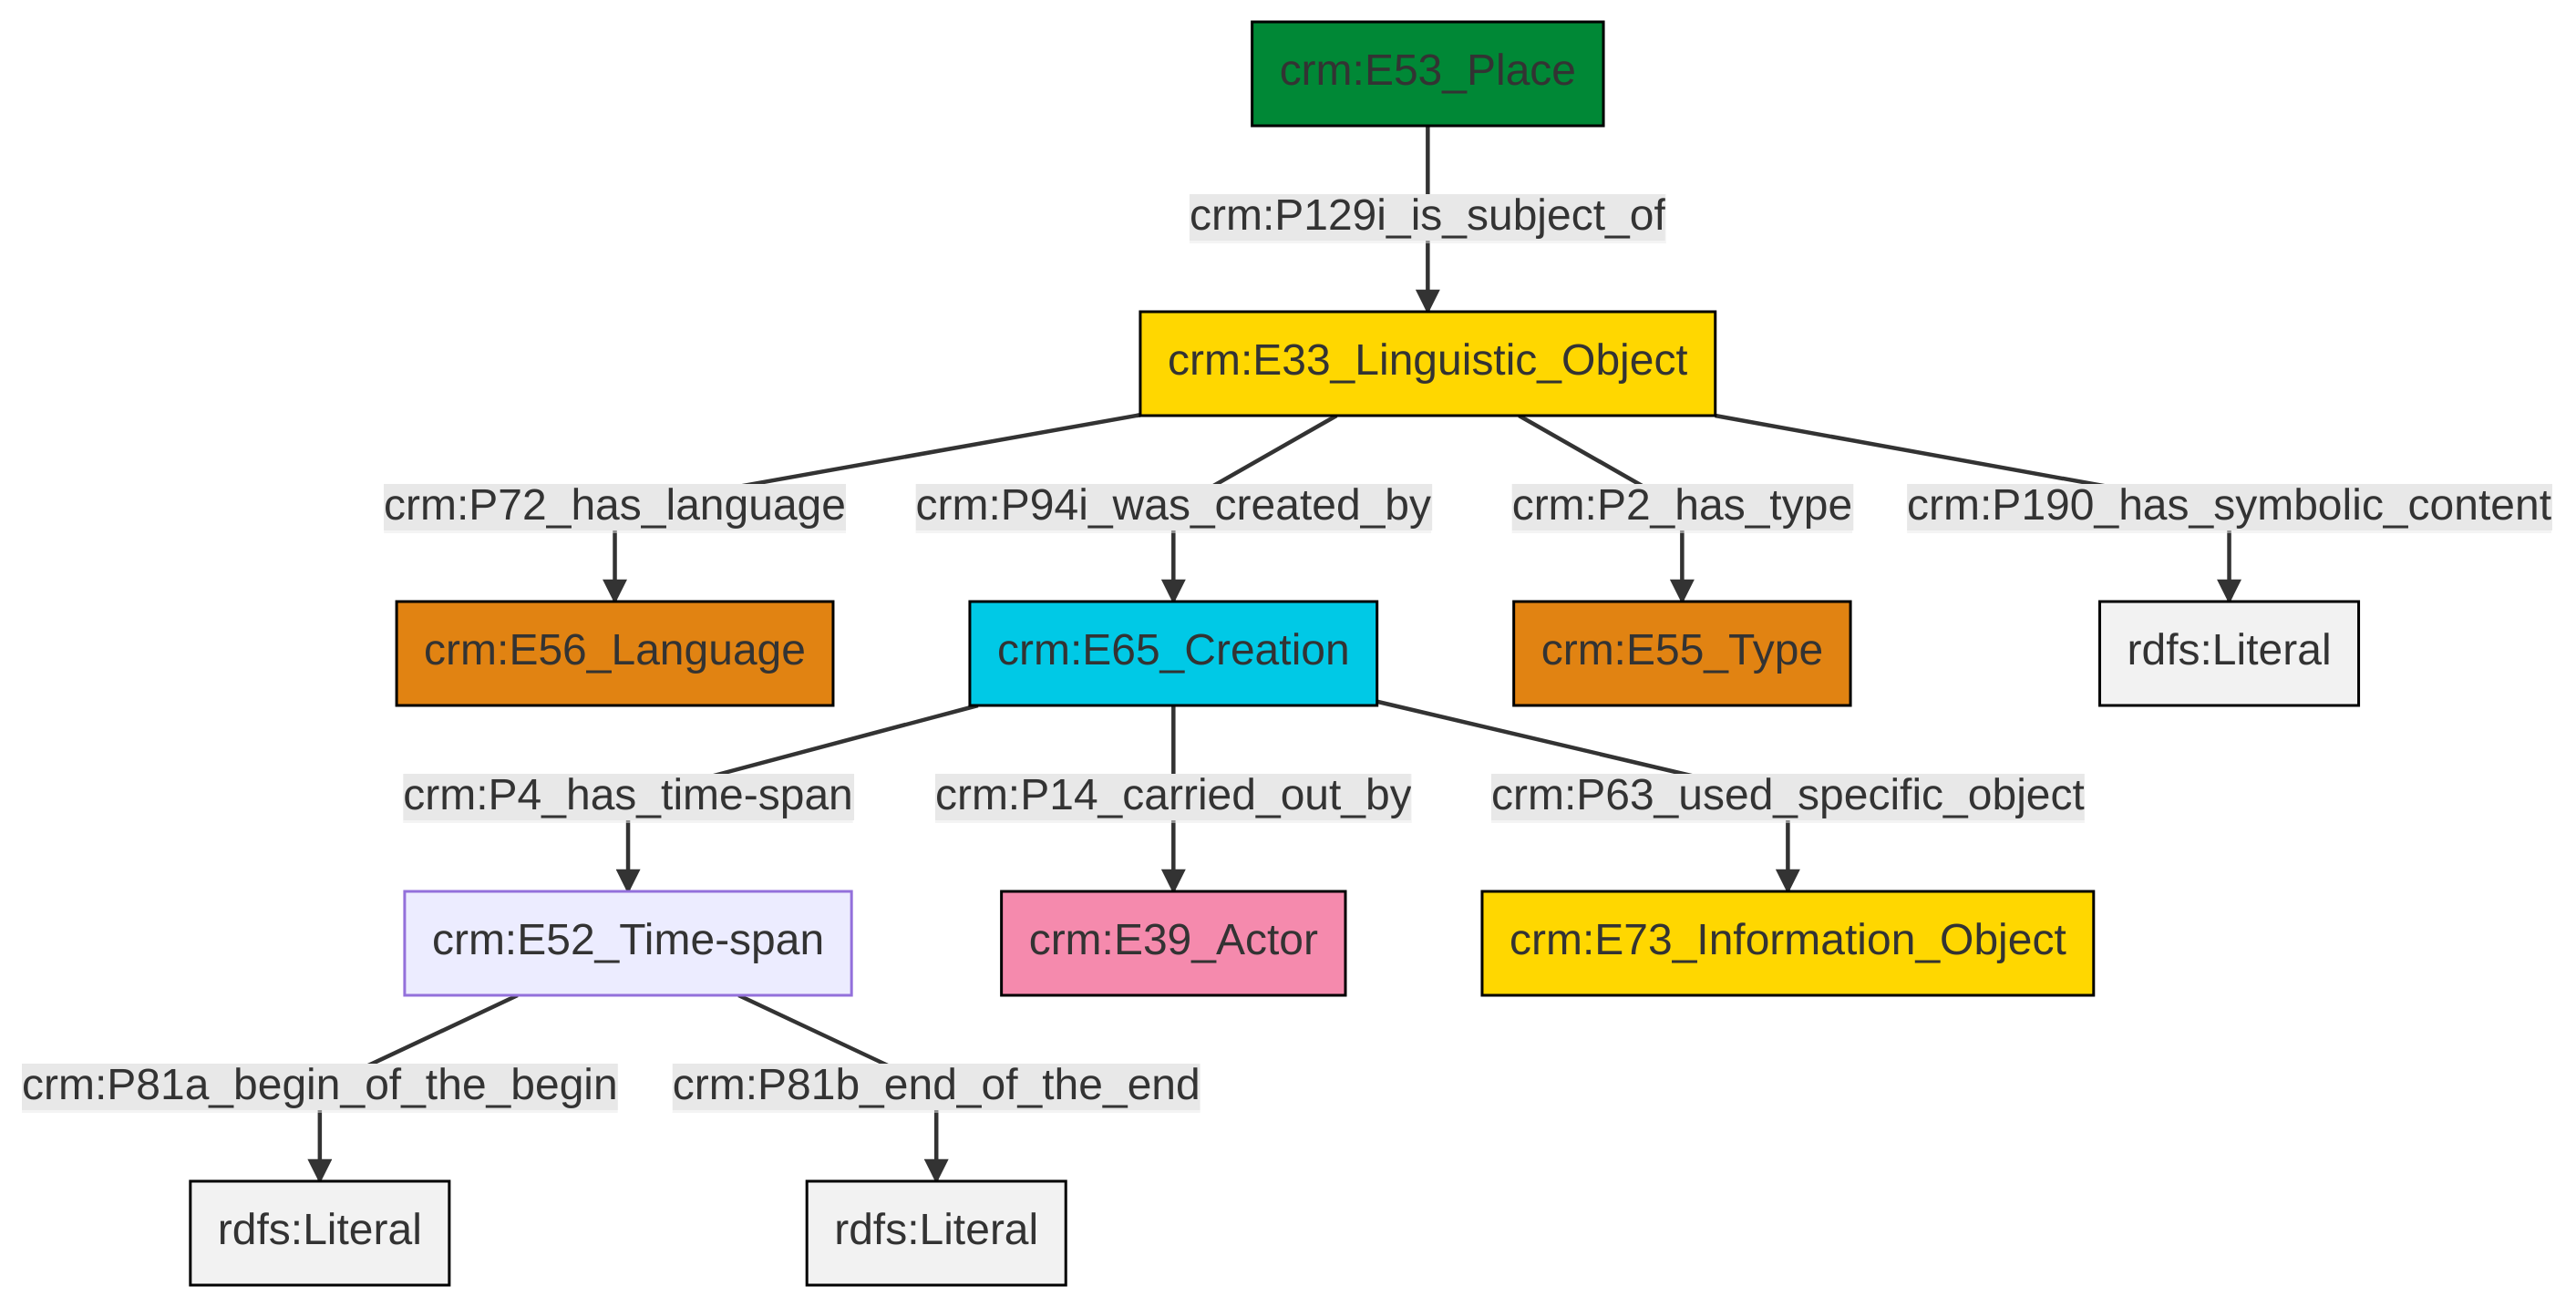 crm:E53_Place
crm:P129i_is_subject_of
crm:E33_Linguistic_Object
crm:P72_has_language
crm:P94i_was_created_by
crm:P2_has_type
crm:P190_has_symbolic_content
crm:E56_Language
crm:E65_Creation
crm:E55_Type
rdfs:Literal
crm:P4_has_time-span
crm:P14_carried_out_by
crm:P63_used_specific_object
crm:E52_Time-span
crm:E39_Actor
crm:E73_Information_Object
crm:P81a_begin_of_the_begin
crm:P81b_end_of_the_end
rdfs:Literal
rdfs:Literal